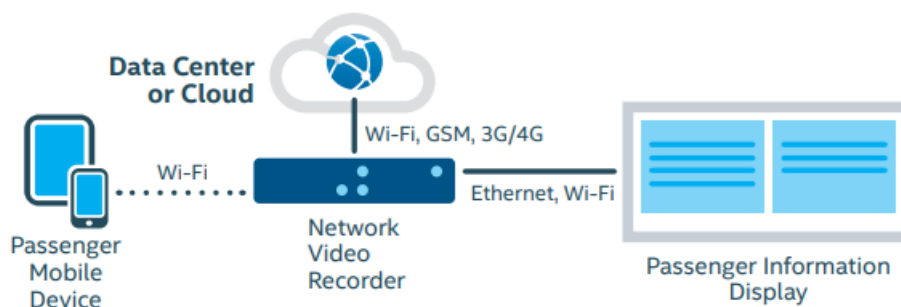 Data Center
or Cloud
Wi-Fi, GSM, 3G/4G
Wi-Fi
Ethernet, Wi-Fi
Passenger
Mobile
Device
Network
Video
Recorder
Passenger Information
Display